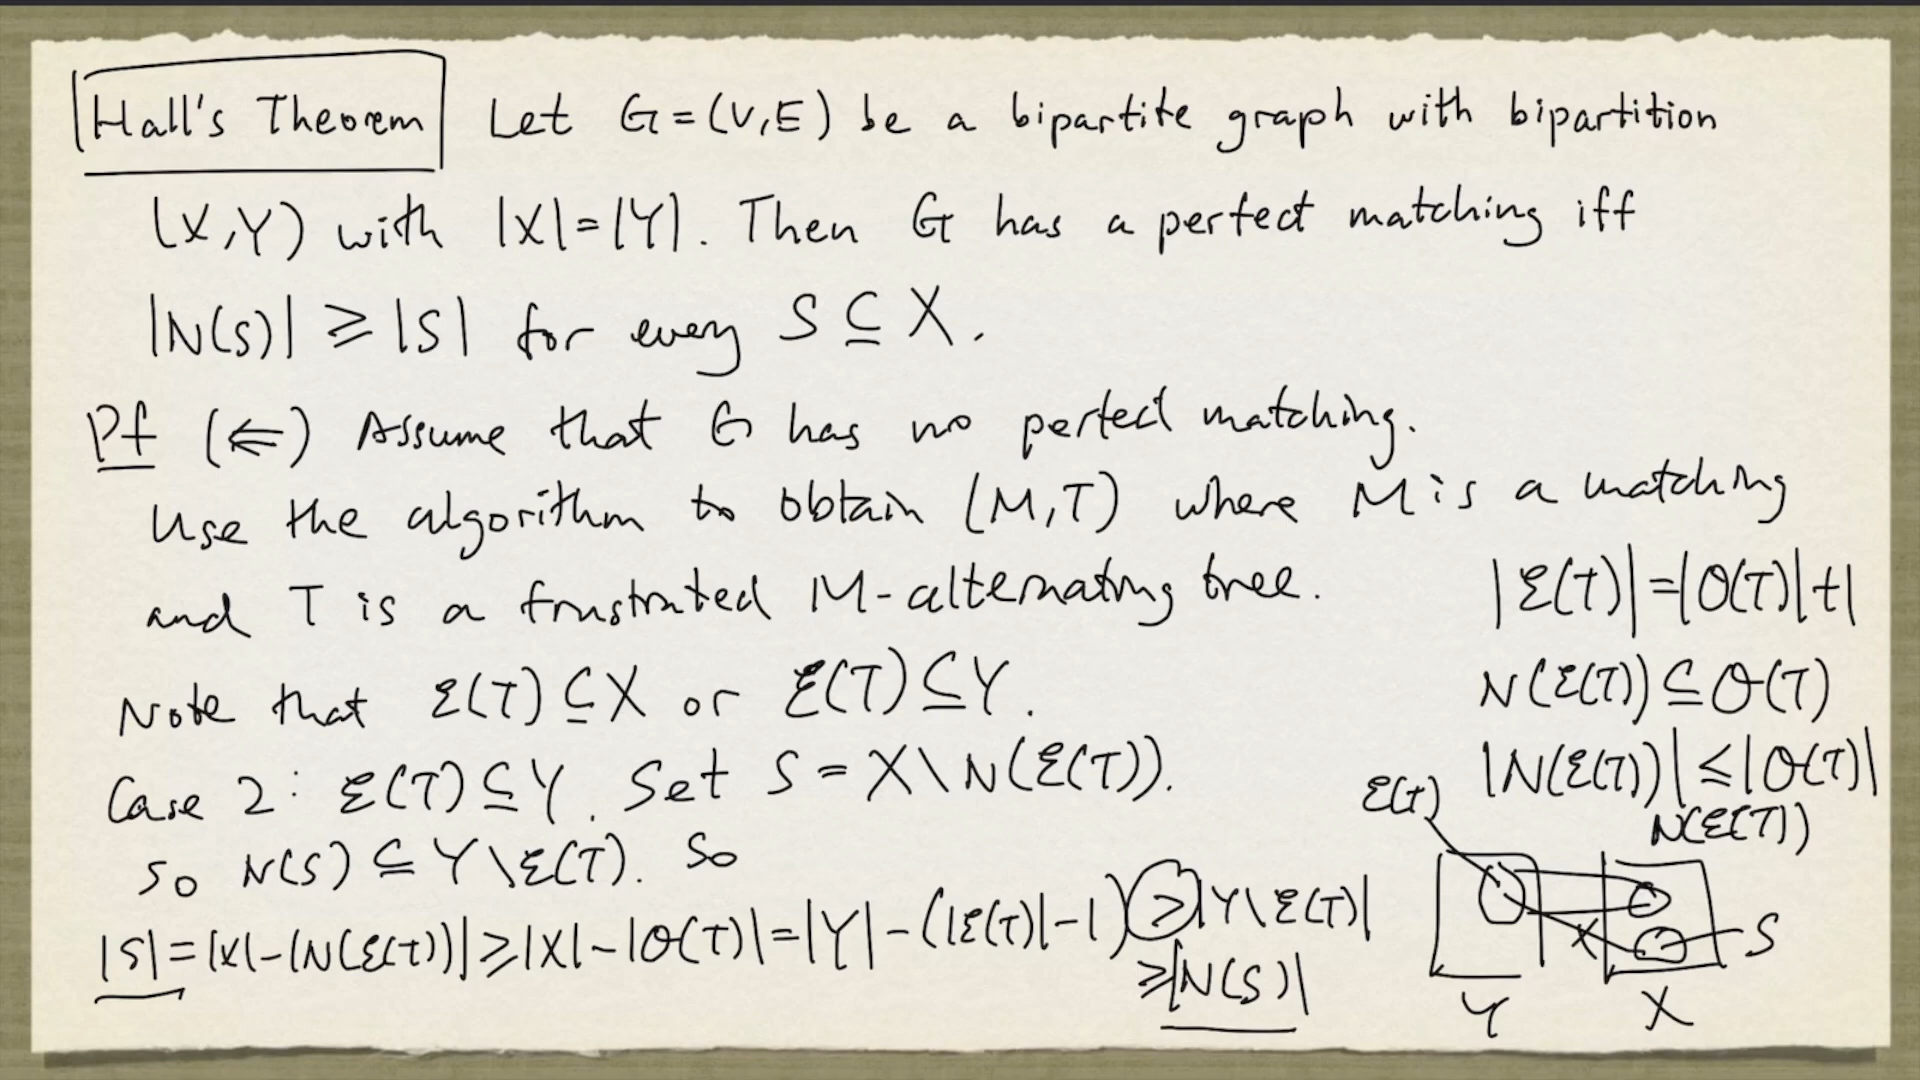 Hall's Theorem Let G=(V,E) be a bipartite graph with bipartition
(X,Y) with |X|=|Y|. Then G has a perfect matching iff
|N(S)| ≥ |S| for every S ⊆ X.
Pf (⇐) Assume that G has no perfect matching.
Use the algorithm to obtain (M,T) where M is a matching
and T is a frustrated M-alternating tree.
|ℰ(T)|=|O(T)|+1
Note that ℰ(T) ⊆ X or ℰ(T) ⊆ Y.
N(ℰ(T)) ⊆ O(T)
Case 2: ℰ(T) ⊆ Y. Set S = X \ N(ℰ(T)).
|N(ℰ(T))| ≤ |O(T)|
So N(S) ⊆ Y \ ℰ(T). So
|S| = |X|-|N(ℰ(T))| ≥ |X|-|O(T)| = |Y|-(|ℰ(T)|-1) > |Y\ℰ(T)|
≥ |N(S)|
ℰ(T)
N(ℰ(T))
X
S
Y X